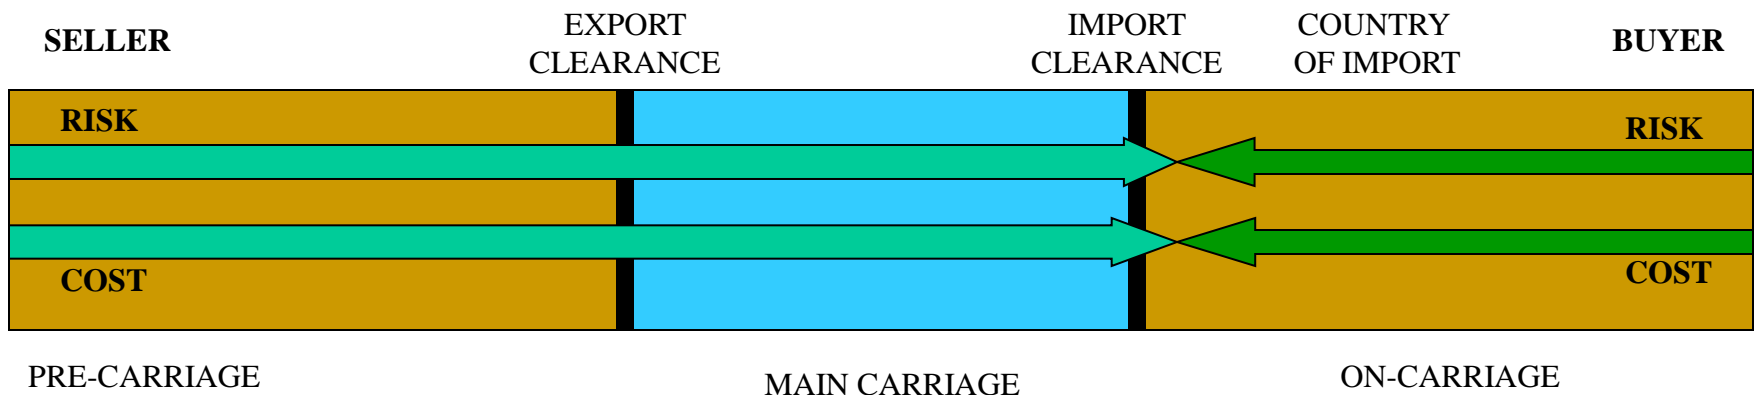 SELLER
EXPORT
CLEARANCE
IMPORT
CLEARANCE
COUNTRY
OF IMPORT
BUYER
RISK
RISK
COST
COST
PRE-CARRIAGE
MAIN CARRIAGE
ON-CARRIAGE